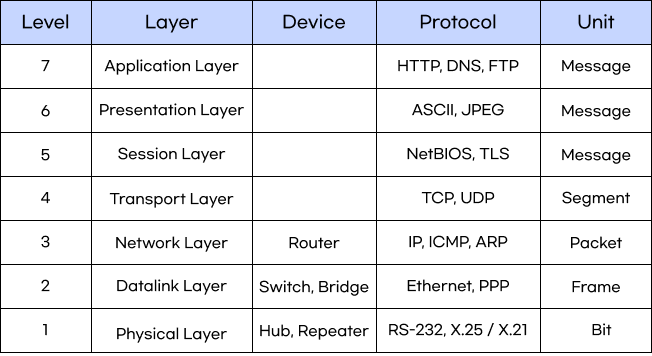 Level Layer Device Protocol Unit
7 Application Layer HTTP, DNS, FTP Message
6 Presentation Layer ASCII, JPEG Message
5 Session Layer NetBIOS, TLS Message
4 Transport Layer TCP, UDP Segment
3 Network Layer Router IP, ICMP, ARP Packet
2 Datalink Layer Switch, Bridge Ethernet, PPP Frame
1 Physical Layer Hub, Repeater RS-232, X.25 / X.21 Bit